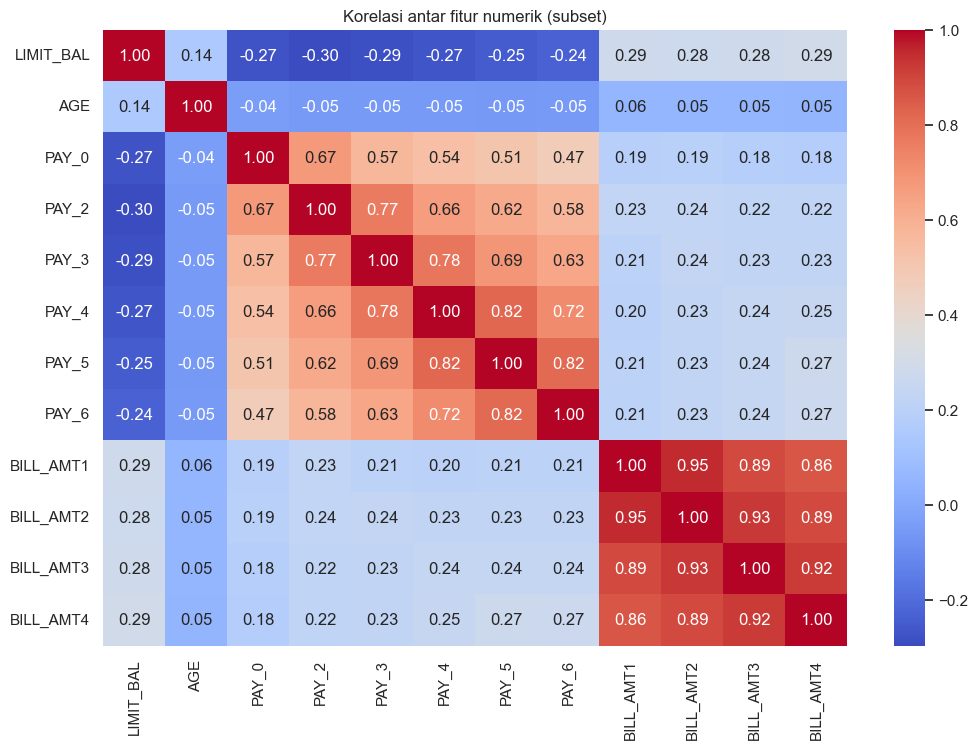 Korelasi antar fitur numerik (subset)
LIMIT_BAL 1.00 0.14 -0.27 -0.30 -0.29 -0.27 -0.25 -0.24 0.29 0.28 0.28 0.29
AGE 0.14 1.00 -0.04 -0.05 -0.05 -0.05 -0.05 -0.05 0.06 0.05 0.05 0.05
PAY_0 -0.27 -0.04 1.00 0.67 0.57 0.54 0.51 0.47 0.19 0.19 0.18 0.18
PAY_2 -0.30 -0.05 0.67 1.00 0.77 0.66 0.62 0.58 0.23 0.24 0.22 0.22
PAY_3 -0.29 -0.05 0.57 0.77 1.00 0.78 0.69 0.63 0.21 0.24 0.23 0.23
PAY_4 -0.27 -0.05 0.54 0.66 0.78 1.00 0.82 0.72 0.20 0.23 0.24 0.25
PAY_5 -0.25 -0.05 0.51 0.62 0.69 0.82 1.00 0.82 0.21 0.23 0.24 0.27
PAY_6 -0.24 -0.05 0.47 0.58 0.63 0.72 0.82 1.00 0.21 0.23 0.24 0.27
BILL_AMT1 0.29 0.06 0.19 0.23 0.21 0.20 0.21 0.21 1.00 0.95 0.89 0.86
BILL_AMT2 0.28 0.05 0.19 0.24 0.24 0.23 0.23 0.23 0.95 1.00 0.93 0.89
BILL_AMT3 0.28 0.05 0.18 0.22 0.23 0.24 0.24 0.24 0.89 0.93 1.00 0.92
BILL_AMT4 0.29 0.05 0.18 0.22 0.23 0.25 0.27 0.27 0.86 0.89 0.92 1.00
LIMIT_BAL
AGE
PAY_0
PAY_2
PAY_3
PAY_4
PAY_5
PAY_6
BILL_AMT1
BILL_AMT2
BILL_AMT3
BILL_AMT4
1.0
0.8
0.6
0.4
0.2
0.0
−0.2